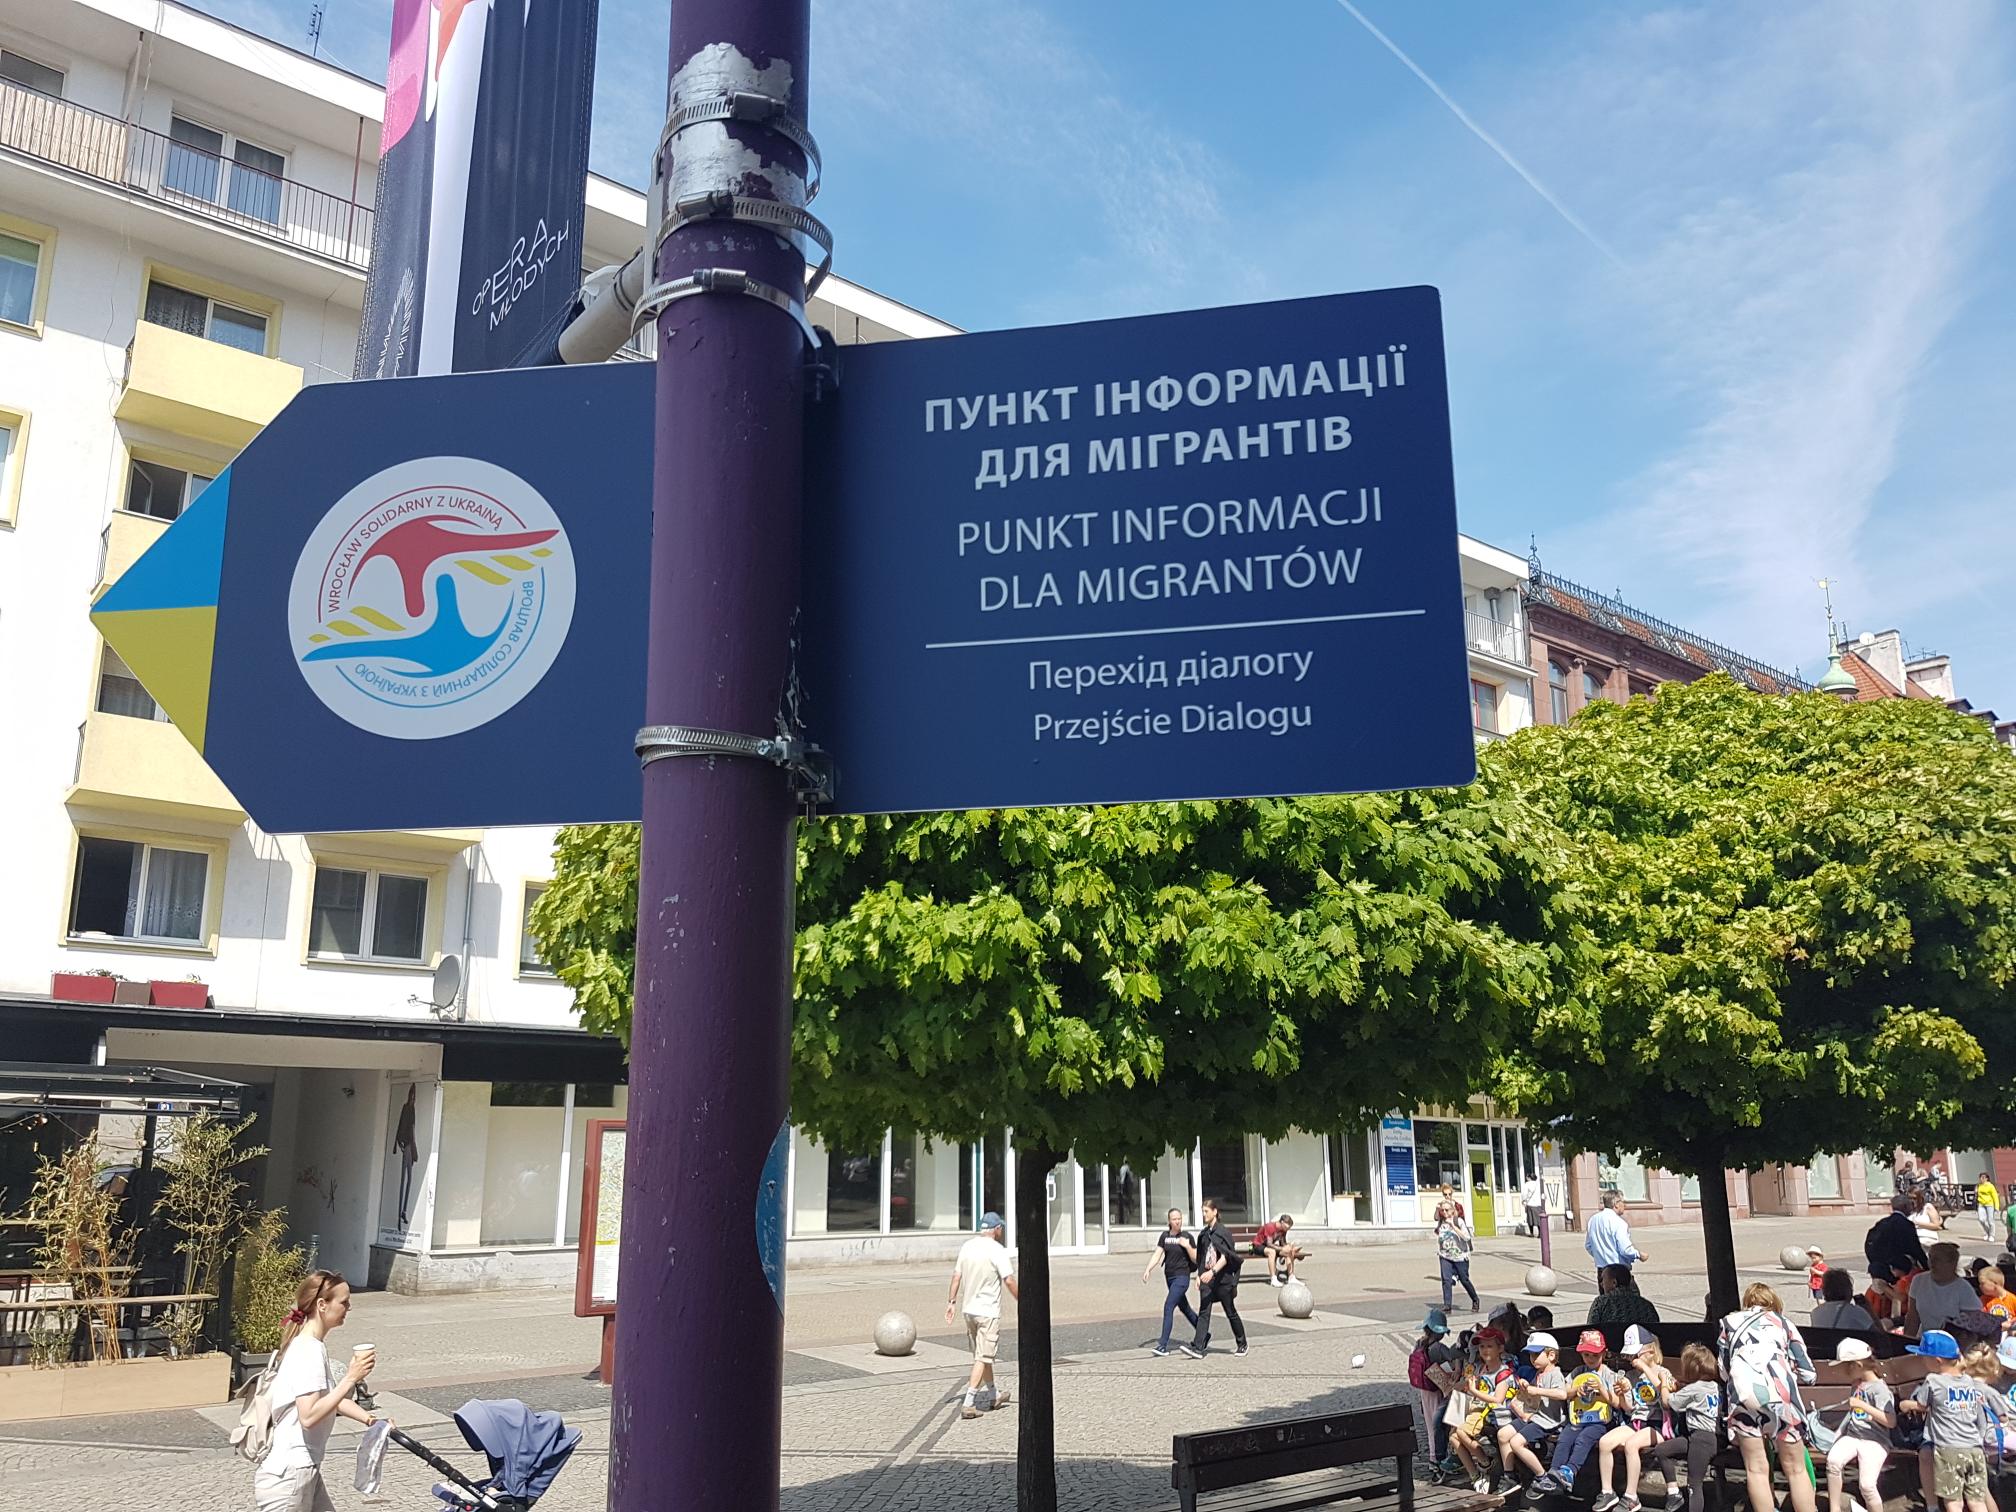 OPERA
MŁODYCH
WROCŁAW SOLIDARNY Z UKRAINĄ
ВРОЦЛАВ СОЛІДАРНИЙ З УКРАЇНОЮ
ПУНКТ ІНФОРМАЦІЇ
ДЛЯ МІГРАНТІВ
PUNKT INFORMACJI
DLA MIGRANTÓW
Перехід діалогу
Przejście Dialogu